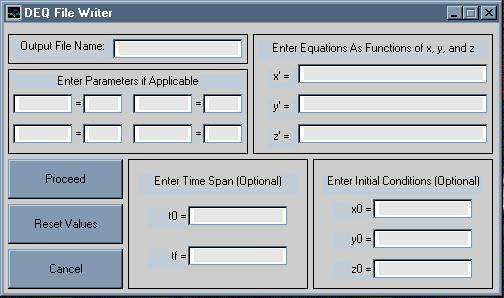 DEQ File Writer
Output File Name:
Enter Parameters if Applicable
= =
= =
Enter Equations As Functions of x, y, and z
x' =
y' =
z' =
Proceed
Reset Values
Cancel
Enter Time Span (Optional)
t0 =
tf =
Enter Initial Conditions (Optional)
x0 =
y0 =
z0 =